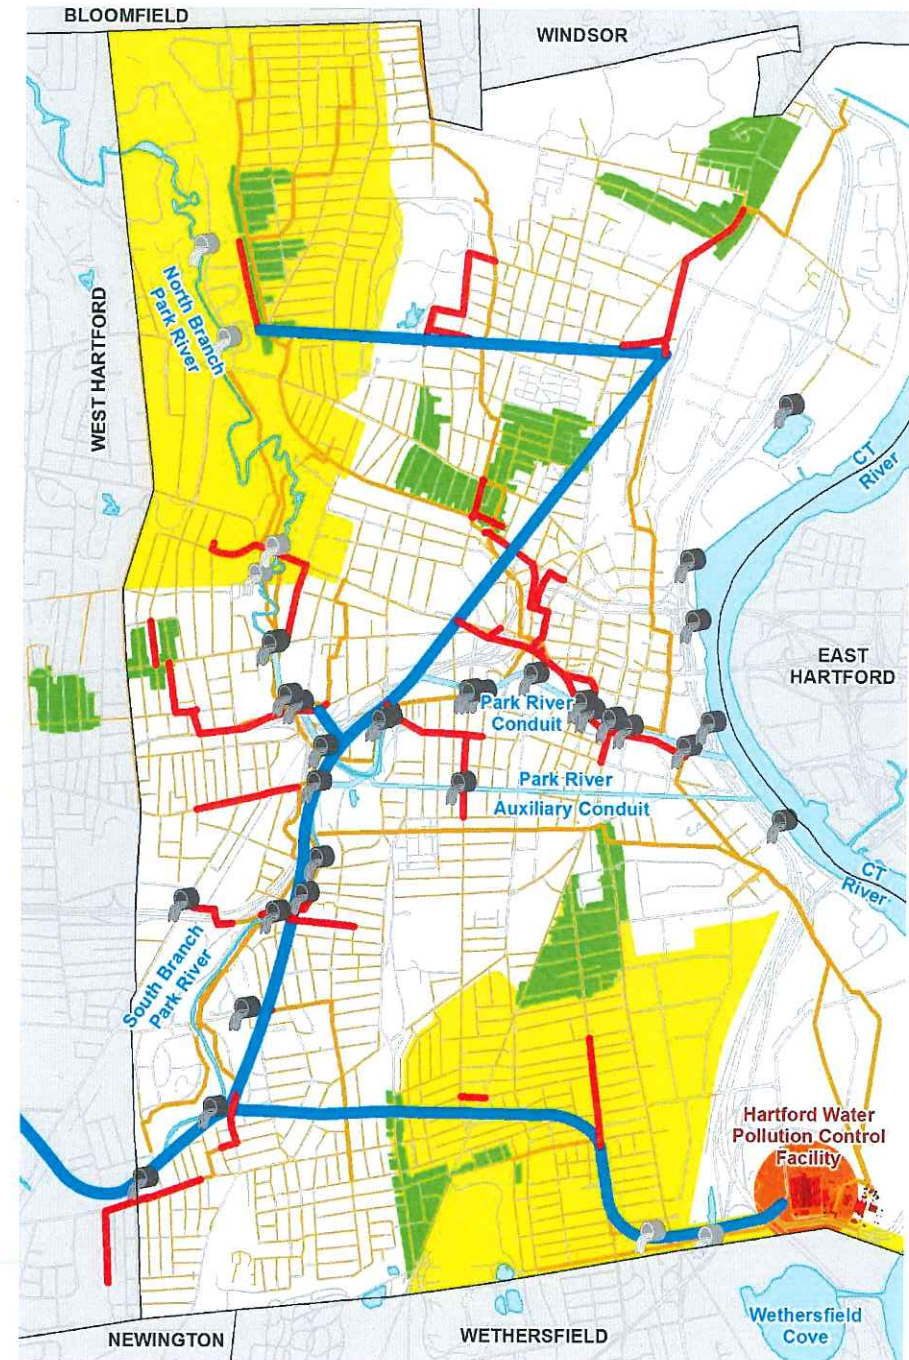 BLOOMFIELD
WINDSOR
WEST HARTFORD
North Branch
Park River
CT
River
EAST
HARTFORD
Park River
Conduit
Park River
Auxiliary Conduit
CT
River
South Branch
Park River
Hartford Water
Pollution Control
Facility
Wethersfield
Cove
NEWINGTON
WETHERSFIELD